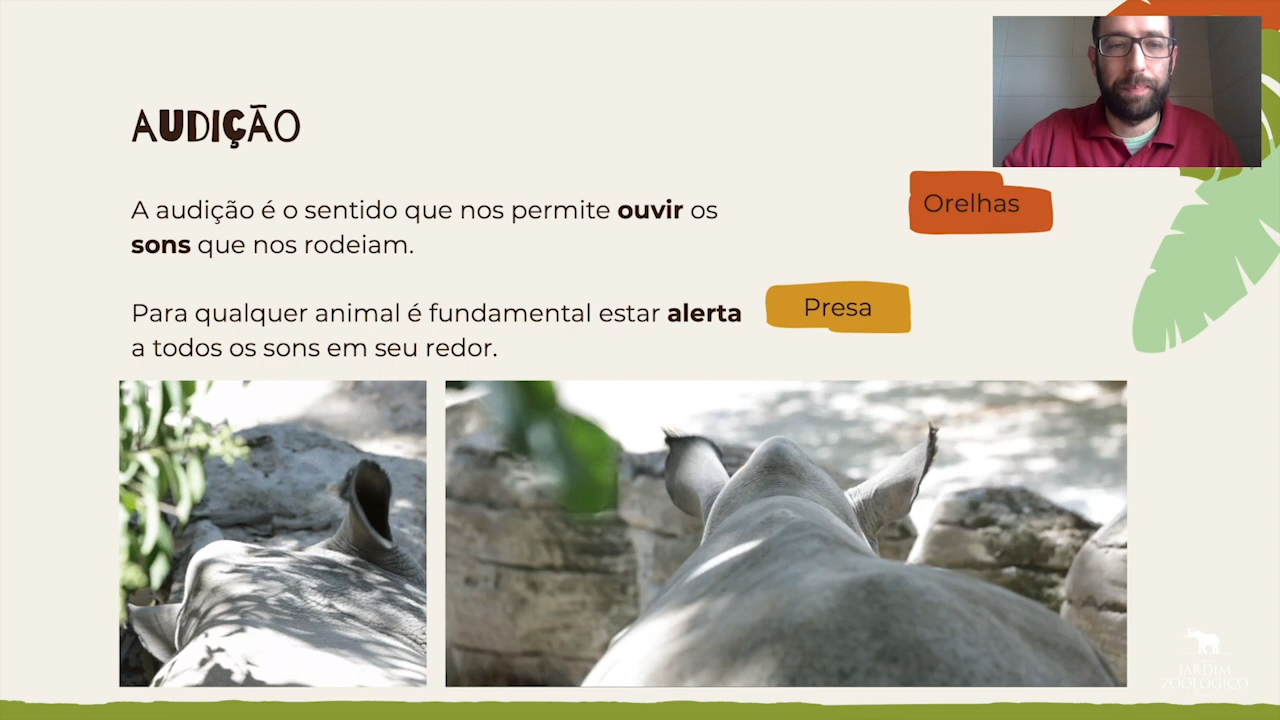 AUDIÇÃO
A audição é o sentido que nos permite ouvir os
sons que nos rodeiam.
Orelhas
Para qualquer animal é fundamental estar alerta
a todos os sons em seu redor.
Presa
JARDIM
ZOOLÓGICO